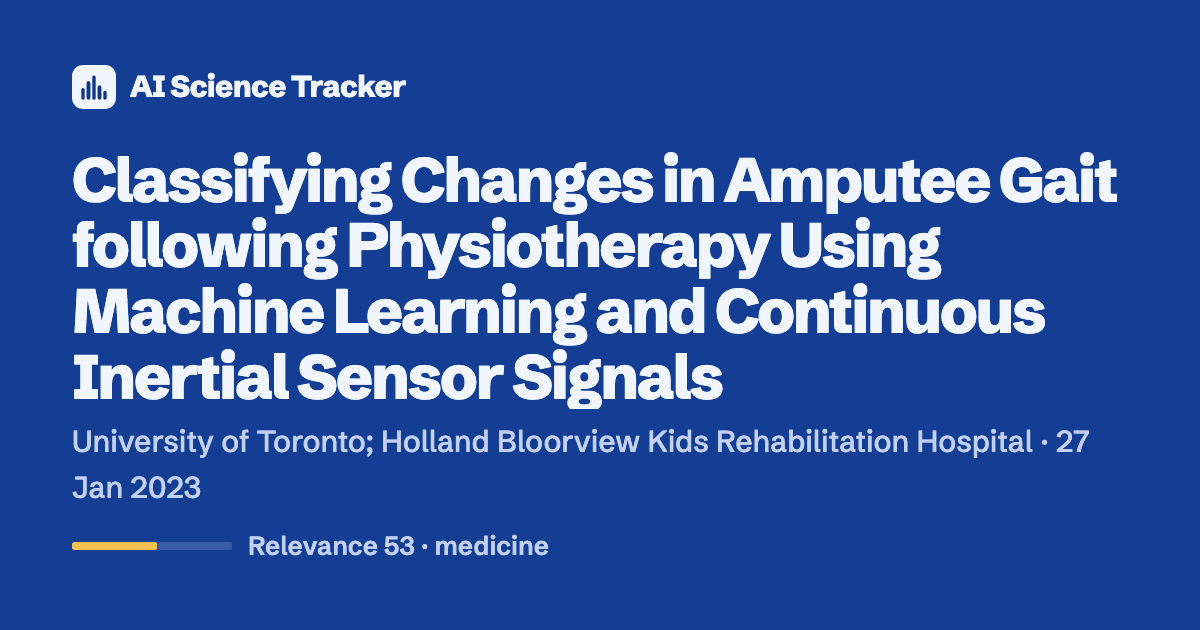 AI Science Tracker
Classifying Changes in Amputee Gait
following Physiotherapy Using
Machine Learning and Continuous
Inertial Sensor Signals
University of Toronto; Holland Bloorview Kids Rehabilitation Hospital · 27
Jan 2023
Relevance 53 · medicine